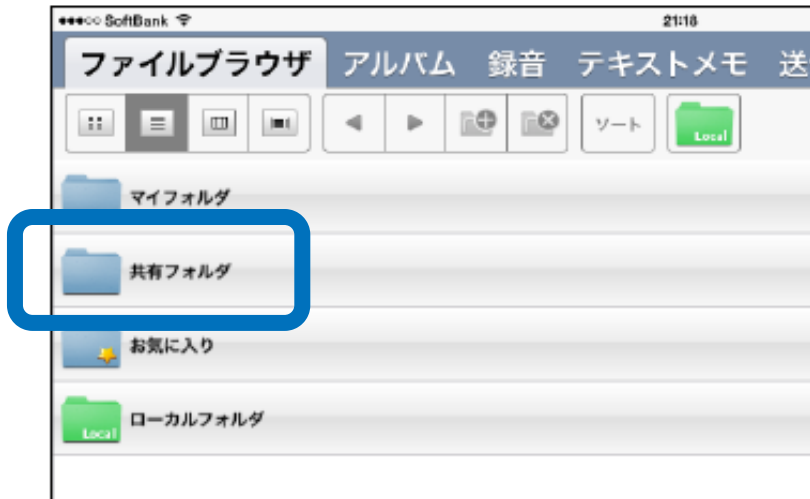 SoftBank 21:18
ファイルブラウザ アルバム 録音 テキストメモ 送
ソート Local
マイフォルダ
共有フォルダ
お気に入り
Local ローカルフォルダ